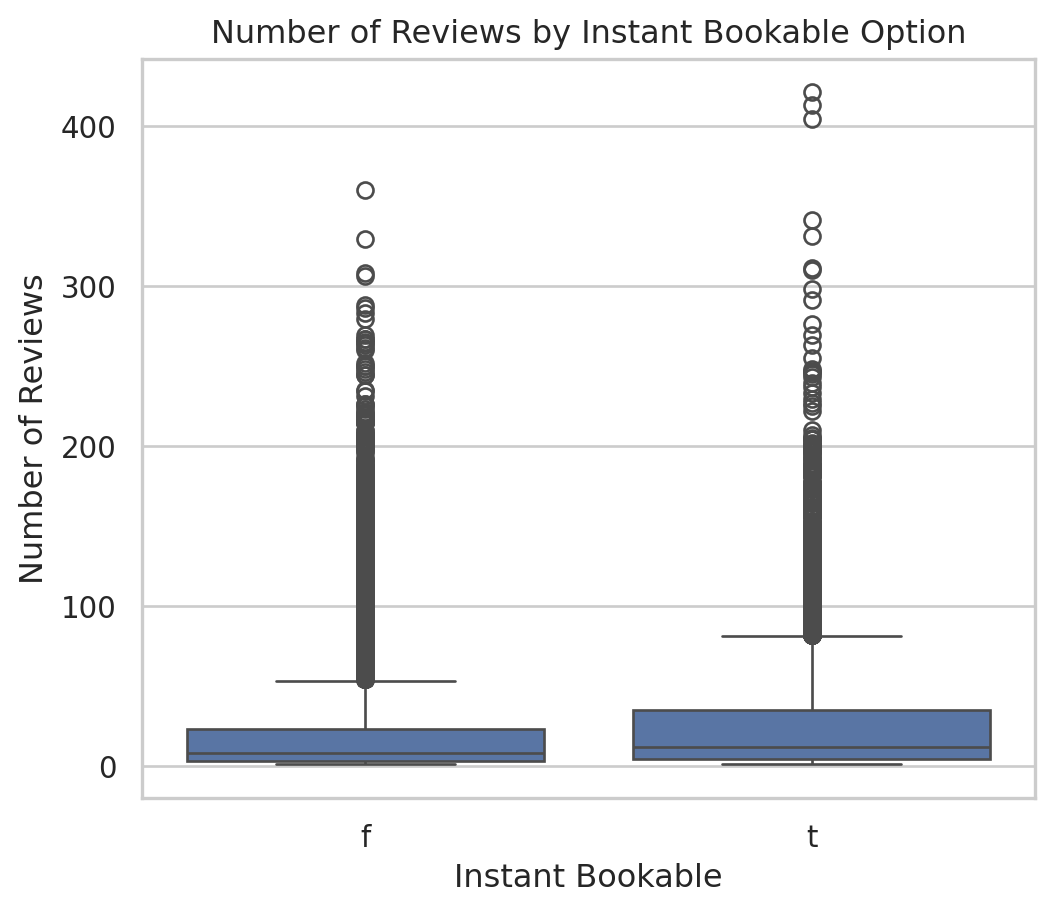 Number of Reviews by Instant Bookable Option
Number of Reviews
400
300
200
100
0
f
t
Instant Bookable